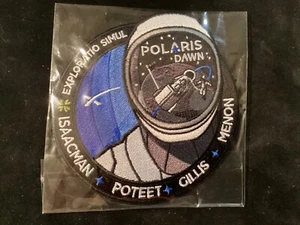 EXPLORATIO SIMUL
POLARIS
DAWN
ISAACMAN
POTEET
GILLIS
MENON